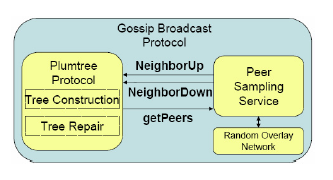 Gossip Broadcast
Protocol
Plumtree
Protocol
Tree Construction
Tree Repair
NeighborUp
NeighborDown
getPeers
Peer
Sampling
Service
Random Overlay
Network